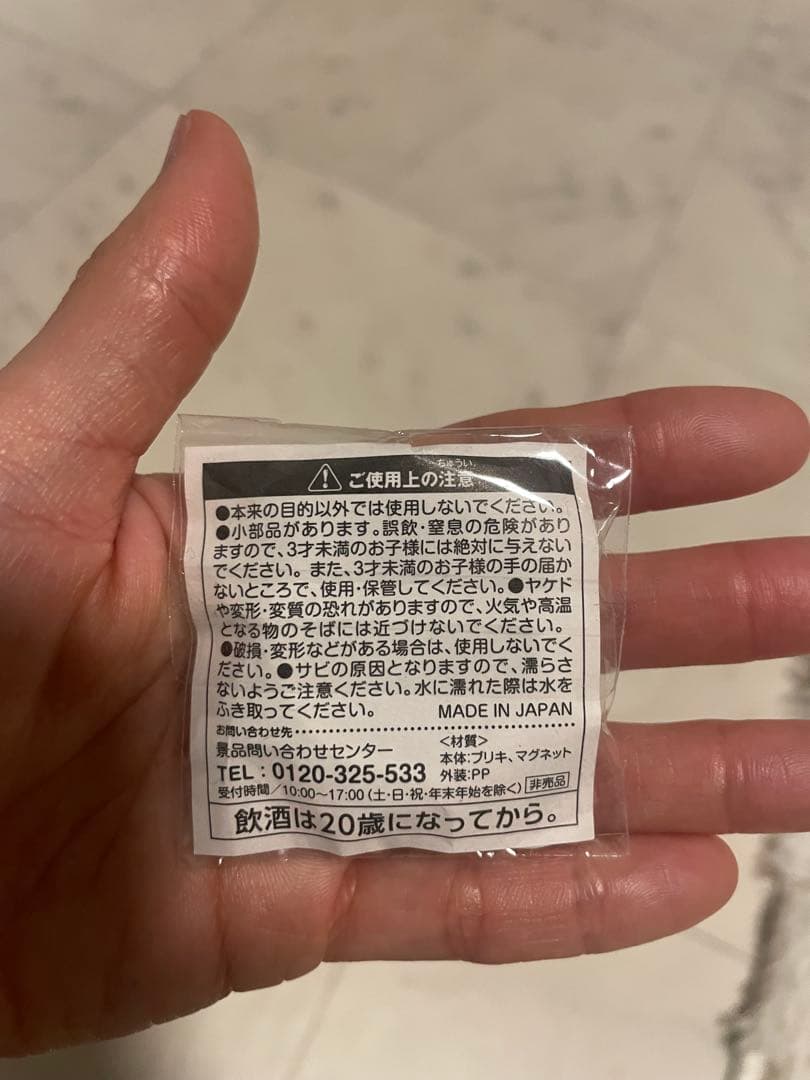 ちゅうい
ご使用上の注意
●本来の目的以外では使用しないでください。
●小部品があります。誤飲・窒息の危険があり
ますので、3才未満のお子様には絶対に与えない
でください。また、3才未満のお子様の手の届か
ないところで、使用・保管してください。●ヤケド
や変形・変質の恐れがありますので、火気や高温
となる物のそばには近づけないでください。
●破損・変形などがある場合は、使用しないでく
ださい。●サビの原因となりますので、濡らさ
ないようご注意ください。水に濡れた際は水を
ふき取ってください。 MADE IN JAPAN
お問い合わせ先
景品問い合わせセンター
TEL：0120-325-533
受付時間／10:00〜17:00（土・日・祝・年末年始を除く）
＜材質＞
本体：ブリキ、マグネット
外装：PP
非売品
飲酒は20歳になってから。